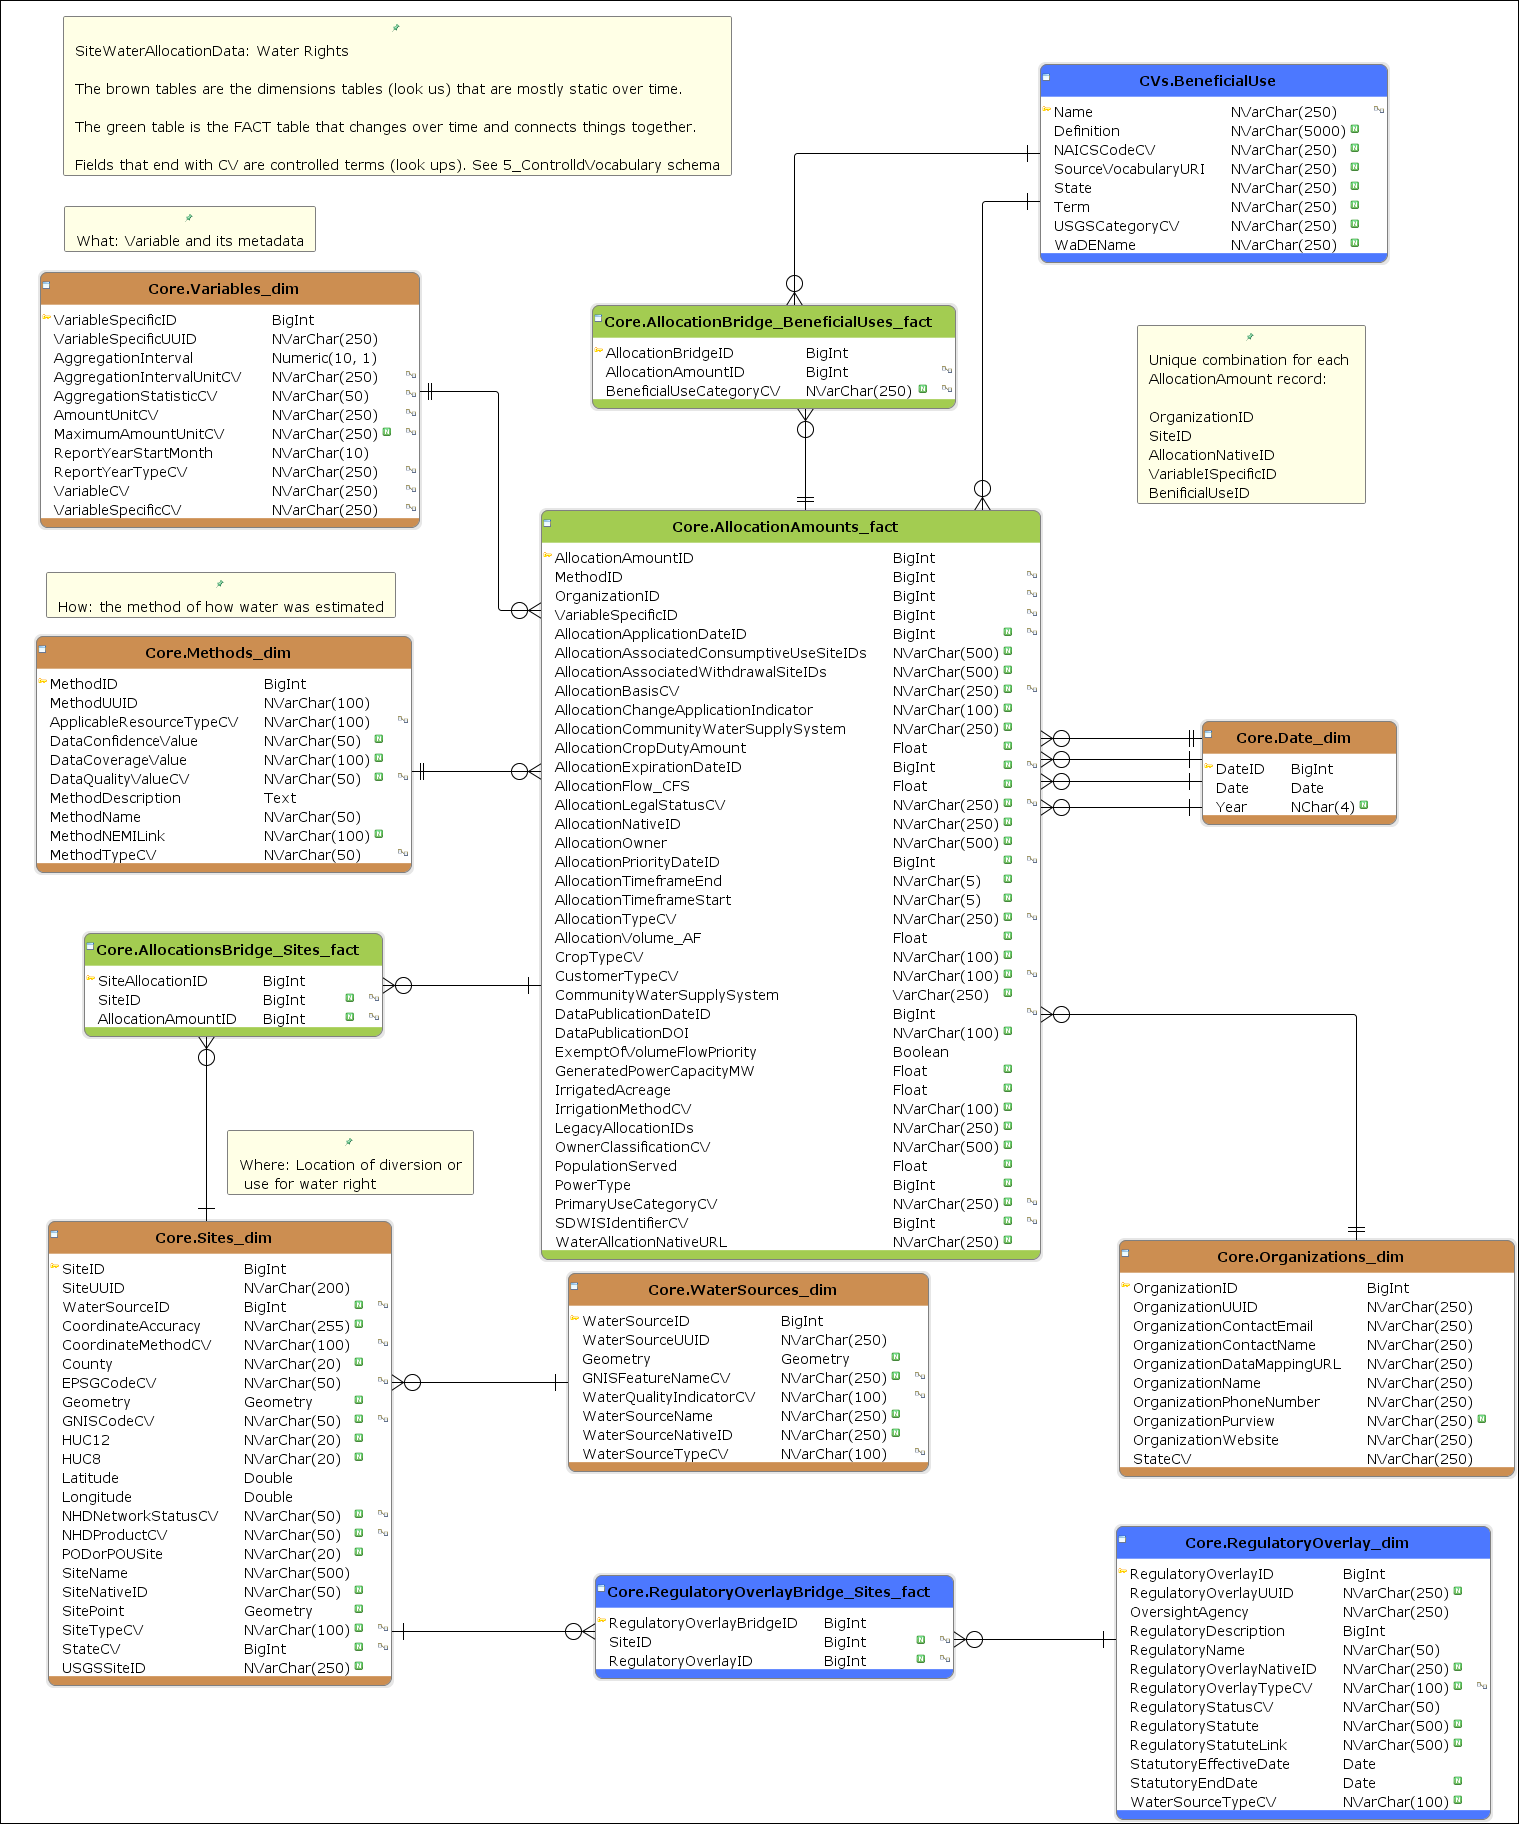 SiteWaterAllocationData: Water Rights
The brown tables are the dimensions tables (look us) that are mostly static over time.
The green table is the FACT table that changes over time and connects things together.
Fields that end with CV are controlled terms (look ups). See 5_ControlldVocabulary schema
What: Variable and its metadata
CVs.BeneficialUse
Name NVarChar(250)
Definition NVarChar(5000) N
NAICSCodeCV NVarChar(250) N
SourceVocabularyURI NVarChar(250) N
State NVarChar(250) N
Term NVarChar(250) N
USGSCategoryCV NVarChar(250) N
WaDEName NVarChar(250) N
Core.Variables_dim
VariableSpecificID BigInt
VariableSpecificUUID NVarChar(250)
AggregationInterval Numeric(10, 1)
AggregationIntervalUnitCV NVarChar(250)
AggregationStatisticCV NVarChar(50)
AmountUnitCV NVarChar(250)
MaximumAmountUnitCV NVarChar(250) N
ReportYearStartMonth NVarChar(10)
ReportYearTypeCV NVarChar(250)
VariableCV NVarChar(250)
VariableSpecificCV NVarChar(250)
Core.AllocationBridge_BeneficialUses_fact
AllocationBridgeID BigInt
AllocationAmountID BigInt
BeneficialUseCategoryCV NVarChar(250) N
Unique combination for each
AllocationAmount record:
OrganizationID
SiteID
AllocationNativeID
VariableISpecificID
BenificialUseID
How: the method of how water was estimated
Core.Methods_dim
MethodID BigInt
MethodUUID NVarChar(100)
ApplicableResourceTypeCV NVarChar(100)
DataConfidenceValue NVarChar(50) N
DataCoverageValue NVarChar(100) N
DataQualityValueCV NVarChar(50) N
MethodDescription Text
MethodName NVarChar(50)
MethodNEMILink NVarChar(100) N
MethodTypeCV NVarChar(50)
Core.AllocationAmounts_fact
AllocationAmountID BigInt
MethodID BigInt
OrganizationID BigInt
VariableSpecificID BigInt
AllocationApplicationDateID BigInt N
AllocationAssociatedConsumptiveUseSiteIDs NVarChar(500) N
AllocationAssociatedWithdrawalSiteIDs NVarChar(500) N
AllocationBasisCV NVarChar(250) N
AllocationChangeApplicationIndicator NVarChar(100) N
AllocationCommunityWaterSupplySystem NVarChar(250) N
AllocationCropDutyAmount Float N
AllocationExpirationDateID BigInt N
AllocationFlow_CFS Float N
AllocationLegalStatusCV NVarChar(250) N
AllocationNativeID NVarChar(250) N
AllocationOwner NVarChar(500) N
AllocationPriorityDateID BigInt N
AllocationTimeframeEnd NVarChar(5) N
AllocationTimeframeStart NVarChar(5) N
AllocationTypeCV NVarChar(250) N
AllocationVolume_AF Float N
CropTypeCV NVarChar(100) N
CustomerTypeCV NVarChar(100) N
CommunityWaterSupplySystem VarChar(250) N
DataPublicationDateID BigInt
DataPublicationDOI NVarChar(100) N
ExemptOfVolumeFlowPriority Boolean
GeneratedPowerCapacityMW Float N
IrrigatedAcreage Float N
IrrigationMethodCV NVarChar(100) N
LegacyAllocationIDs NVarChar(250) N
OwnerClassificationCV NVarChar(500) N
PopulationServed Float N
PowerType BigInt N
PrimaryUseCategoryCV NVarChar(250) N
SDWISIdentifierCV BigInt N
WaterAllcationNativeURL NVarChar(250) N
Core.Date_dim
DateID BigInt
Date Date
Year NChar(4) N
Core.AllocationsBridge_Sites_fact
SiteAllocationID BigInt
SiteID BigInt N
AllocationAmountID BigInt N
Where: Location of diversion or
use for water right
Core.Sites_dim
SiteID BigInt
SiteUUID NVarChar(200)
WaterSourceID BigInt N
CoordinateAccuracy NVarChar(255) N
CoordinateMethodCV NVarChar(100)
County NVarChar(20) N
EPSGCodeCV NVarChar(50)
Geometry Geometry N
GNISCodeCV NVarChar(50) N
HUC12 NVarChar(20) N
HUC8 NVarChar(20) N
Latitude Double
Longitude Double
NHDNetworkStatusCV NVarChar(50) N
NHDProductCV NVarChar(50) N
PODorPOUSite NVarChar(20) N
SiteName NVarChar(500)
SiteNativeID NVarChar(50) N
SitePoint Geometry N
SiteTypeCV NVarChar(100) N
StateCV BigInt N
USGSSiteID NVarChar(250) N
Core.WaterSources_dim
WaterSourceID BigInt
WaterSourceUUID NVarChar(250)
Geometry Geometry N
GNISFeatureNameCV NVarChar(250) N
WaterQualityIndicatorCV NVarChar(100)
WaterSourceName NVarChar(250) N
WaterSourceNativeID NVarChar(250) N
WaterSourceTypeCV NVarChar(100)
Core.Organizations_dim
OrganizationID BigInt
OrganizationUUID NVarChar(250)
OrganizationContactEmail NVarChar(250)
OrganizationContactName NVarChar(250)
OrganizationDataMappingURL NVarChar(250)
OrganizationName NVarChar(250)
OrganizationPhoneNumber NVarChar(250)
OrganizationPurview NVarChar(250) N
OrganizationWebsite NVarChar(250)
StateCV NVarChar(250)
Core.RegulatoryOverlayBridge_Sites_fact
RegulatoryOverlayBridgeID BigInt
SiteID BigInt N
RegulatoryOverlayID BigInt N
Core.RegulatoryOverlay_dim
RegulatoryOverlayID BigInt
RegulatoryOverlayUUID NVarChar(250) N
OversightAgency NVarChar(250)
RegulatoryDescription BigInt
RegulatoryName NVarChar(50)
RegulatoryOverlayNativeID NVarChar(250) N
RegulatoryOverlayTypeCV NVarChar(100) N
RegulatoryStatusCV NVarChar(50)
RegulatoryStatute NVarChar(500) N
RegulatoryStatuteLink NVarChar(500) N
StatutoryEffectiveDate Date
StatutoryEndDate Date N
WaterSourceTypeCV NVarChar(100) N